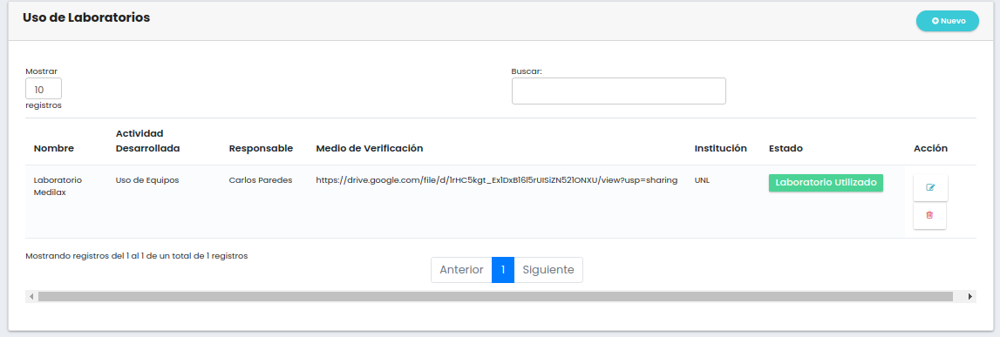 Uso de Laboratorios
Nuevo
Mostrar
10
registros
Buscar:
Nombre
Actividad
Desarrollada
Responsable
Medio de Verificación
Institución
Estado
Acción
Laboratorio
Medilax
Uso de Equipos
Carlos Paredes
https://drive.google.com/file/d/1rHC5kgt_Ex1DxB16l5rUISiZN521ONXU/view?usp=sharing
UNL
Laboratorio Utilizado
Mostrando registros del 1 al 1 de un total de 1 registros
Anterior
1
Siguiente